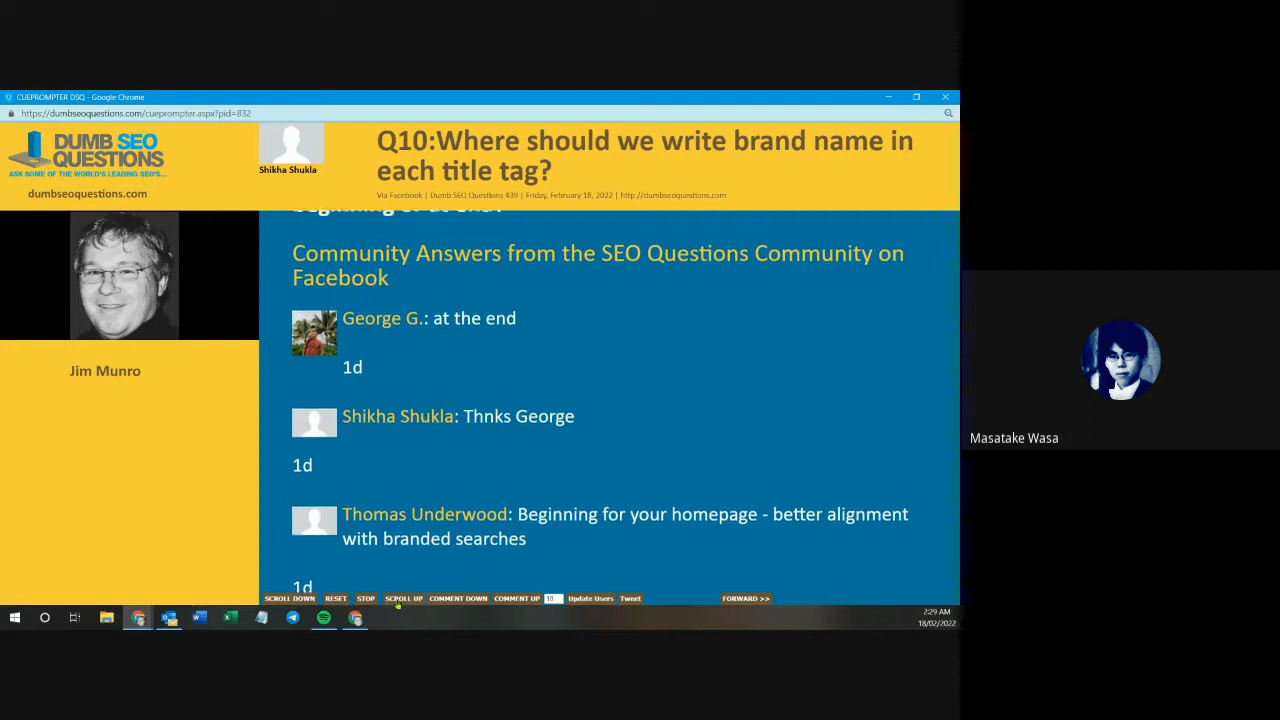 CUEPROMPTER DSQ - Google Chrome
https://dumbseoquestions.com/cueprompter.aspx?pid=832
DUMB SEO
QUESTIONS
ASK SOME OF THE WORLD'S LEADING SEO'S...
dumbseoquestions.com
Shikha Shukla
Q10:Where should we write brand name in
each title tag?
Via Facebook | Dumb SEO Questions 439 | Friday, February 18, 2022 | http://dumbseoquestions.com
Jim Munro
Community Answers from the SEO Questions Community on
Facebook
George G.: at the end
1d
Shikha Shukla: Thnks George
1d
Thomas Underwood: Beginning for your homepage - better alignment
with branded searches
1d
SCROLL DOWN RESET STOP SCROLL UP COMMENT DOWN COMMENT UP 10 Update Users Tweet FORWARD >>
2:29 AM
18/02/2022
Masatake Wasa